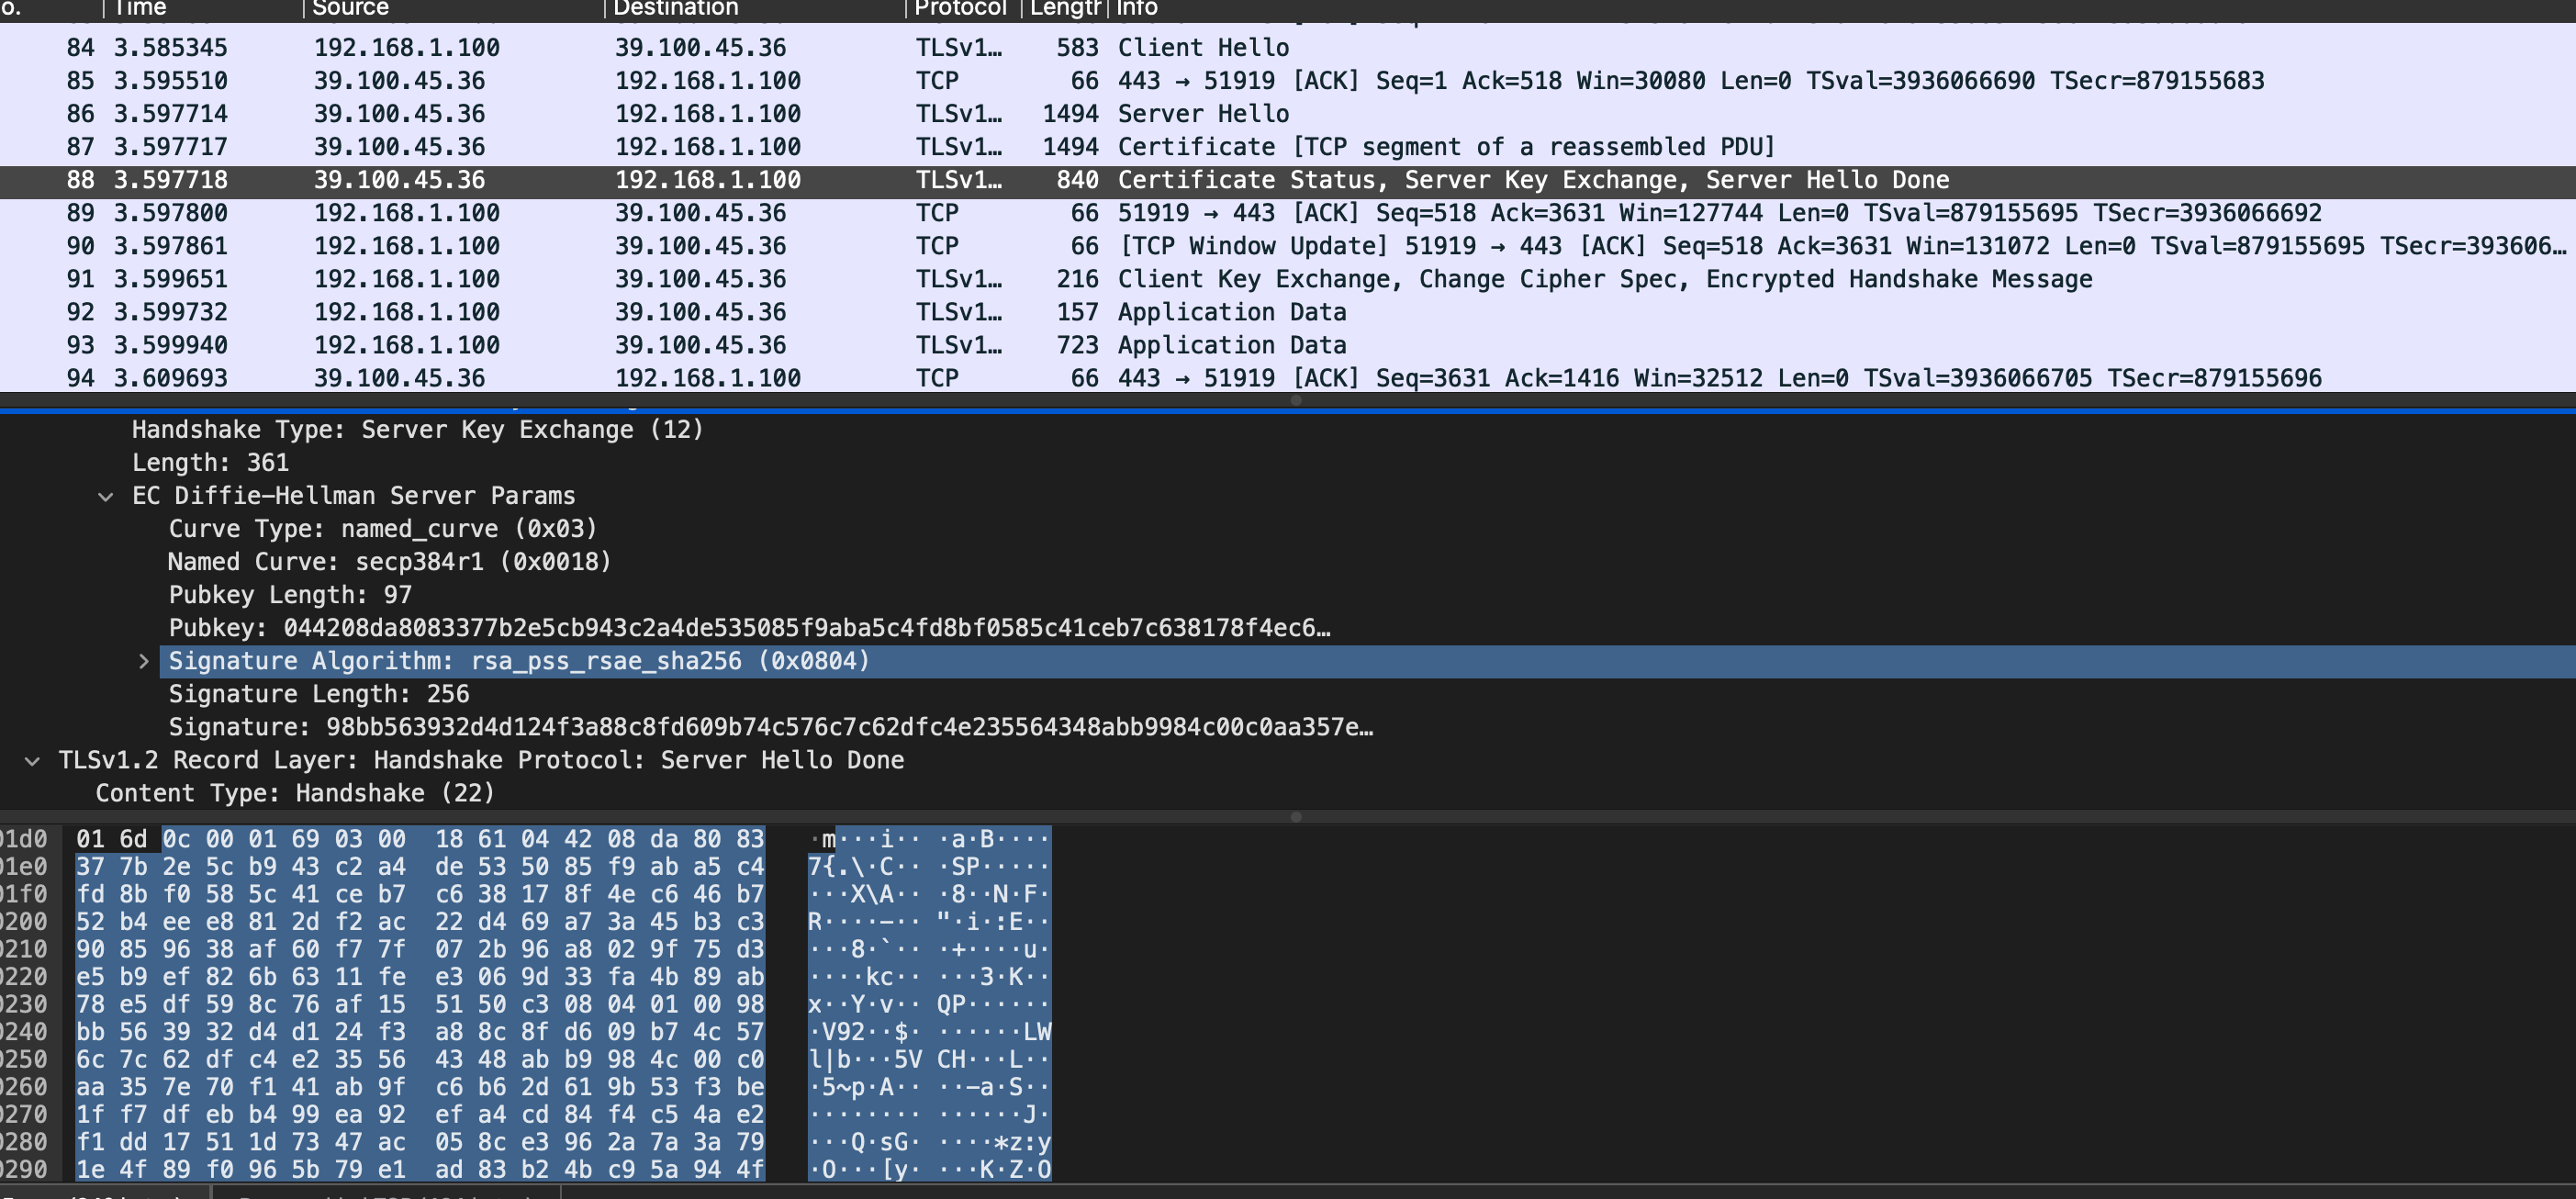 o. Time Source Destination Protocol Length Info
84 3.585345 192.168.1.100 39.100.45.36 TLSv1… 583 Client Hello
85 3.595510 39.100.45.36 192.168.1.100 TCP 66 443 → 51919 [ACK] Seq=1 Ack=518 Win=30080 Len=0 TSval=3936066690 TSecr=879155683
86 3.597714 39.100.45.36 192.168.1.100 TLSv1… 1494 Server Hello
87 3.597717 39.100.45.36 192.168.1.100 TLSv1… 1494 Certificate [TCP segment of a reassembled PDU]
88 3.597718 39.100.45.36 192.168.1.100 TLSv1… 840 Certificate Status, Server Key Exchange, Server Hello Done
89 3.597800 192.168.1.100 39.100.45.36 TCP 66 51919 → 443 [ACK] Seq=518 Ack=3631 Win=127744 Len=0 TSval=879155695 TSecr=3936066692
90 3.597861 192.168.1.100 39.100.45.36 TCP 66 [TCP Window Update] 51919 → 443 [ACK] Seq=518 Ack=3631 Win=131072 Len=0 TSval=879155695 TSecr=393606…
91 3.599651 192.168.1.100 39.100.45.36 TLSv1… 216 Client Key Exchange, Change Cipher Spec, Encrypted Handshake Message
92 3.599732 192.168.1.100 39.100.45.36 TLSv1… 157 Application Data
93 3.599940 192.168.1.100 39.100.45.36 TLSv1… 723 Application Data
94 3.609693 39.100.45.36 192.168.1.100 TCP 66 443 → 51919 [ACK] Seq=3631 Ack=1416 Win=32512 Len=0 TSval=3936066705 TSecr=879155696
Handshake Type: Server Key Exchange (12)
Length: 361
EC Diffie-Hellman Server Params
Curve Type: named_curve (0x03)
Named Curve: secp384r1 (0x0018)
Pubkey Length: 97
Pubkey: 044208da8083377b2e5cb943c2a4de535085f9aba5c4fd8bf0585c41ceb7c638178f4ec6…
Signature Algorithm: rsa_pss_rsae_sha256 (0x0804)
Signature Length: 256
Signature: 98bb563932d4d124f3a88c8fd609b74c576c7c62dfc4e235564348abb9984c00c0aa357e…
TLSv1.2 Record Layer: Handshake Protocol: Server Hello Done
Content Type: Handshake (22)
01d0 01 6d 0c 00 01 69 03 00 18 61 04 42 08 da 80 83 ·m···i·· ·a·B····
01e0 37 7b 2e 5c b9 43 c2 a4 de 53 50 85 f9 ab a5 c4 7{.\·C·· ·SP·····
01f0 fd 8b f0 58 5c 41 ce b7 c6 38 17 8f 4e c6 46 b7 ···X\A·· ·8··N·F·
0200 52 b4 ee e8 81 2d f2 ac 22 d4 69 a7 3a 45 b3 c3 R····-·· "·i·:E··
0210 90 85 96 38 af 60 f7 7f 07 2b 96 a8 02 9f 75 d3 ···8·`·· ·+····u·
0220 e5 b9 ef 82 6b 63 11 fe e3 06 9d 33 fa 4b 89 ab ····kc·· ···3·K··
0230 78 e5 df 59 8c 76 af 15 51 50 c3 08 04 01 00 98 x··Y·v·· QP······
0240 bb 56 39 32 d4 d1 24 f3 a8 8c 8f d6 09 b7 4c 57 ·V92··$· ······LW
0250 6c 7c 62 df c4 e2 35 56 43 48 ab b9 98 4c 00 c0 l|b···5V CH···L··
0260 aa 35 7e 70 f1 41 ab 9f c6 b6 2d 61 9b 53 f3 be ·5~p·A·· ··-a·S··
0270 1f f7 df eb b4 99 ea 92 ef a4 cd 84 f4 c5 4a e2 ········ ······J·
0280 f1 dd 17 51 1d 73 47 ac 05 8c e3 96 2a 7a 3a 79 ···Q·sG· ····*z:y
0290 1e 4f 89 f0 96 5b 79 e1 ad 83 b2 4b c9 5a 94 4f ·O···[y· ···K·Z·O